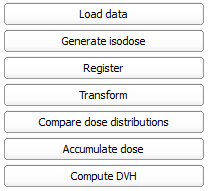 Load data
Generate isodose
Register
Transform
Compare dose distributions
Accumulate dose
Compute DVH